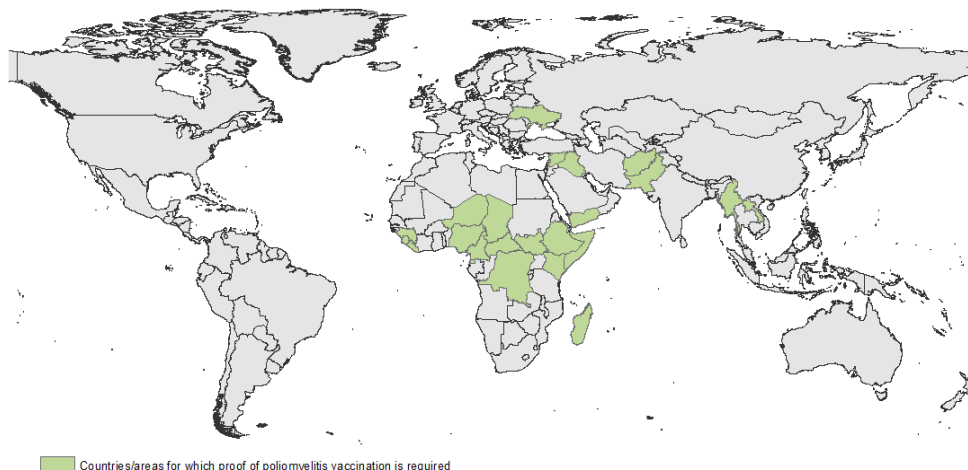 Countries/areas for which proof of poliomyelitis vaccination is required